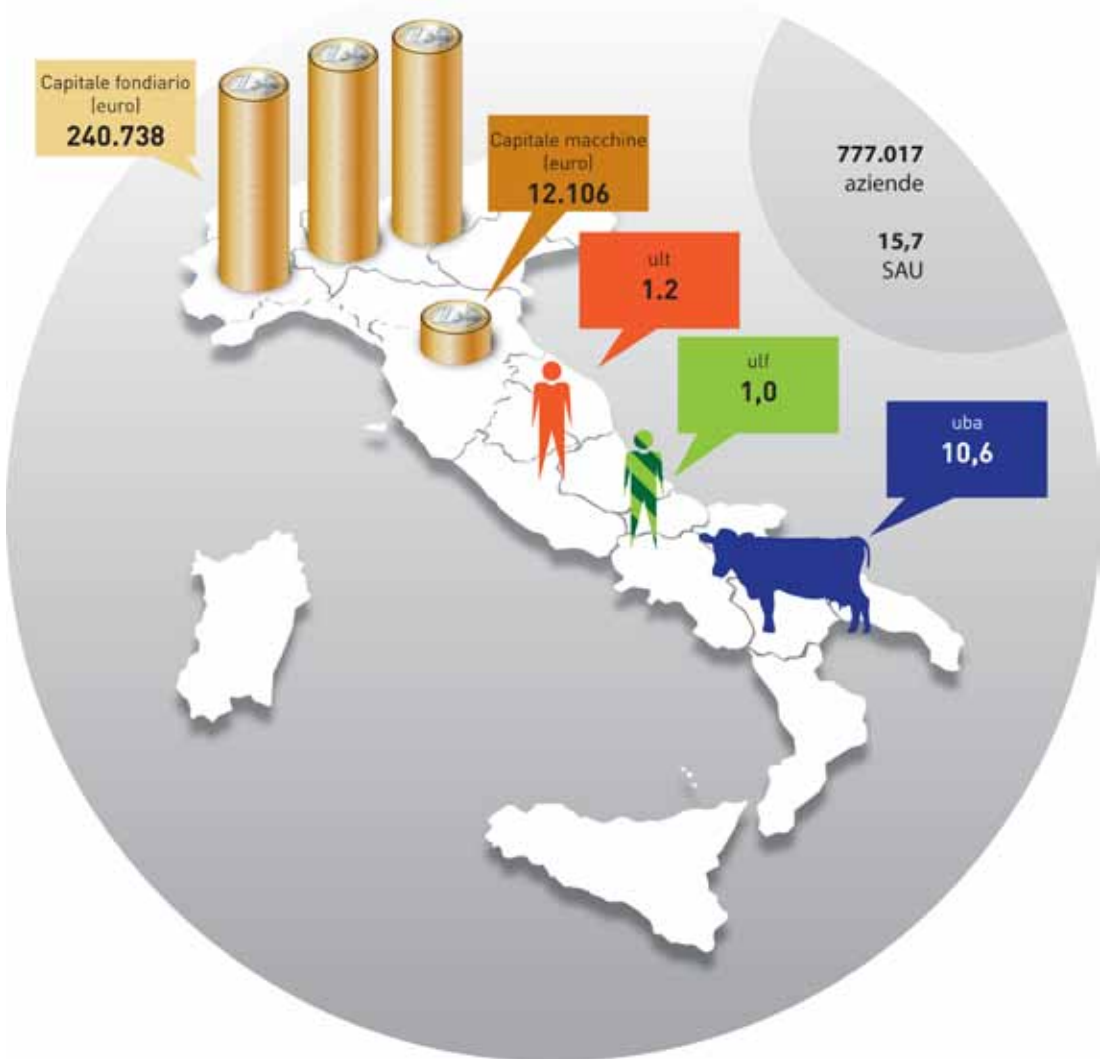 Capitale fondiario
(euro)
240.738
Capitale macchine
(euro)
12.106
777.017
aziende
15,7
SAU
ult
1.2
ulf
1,0
uba
10,6